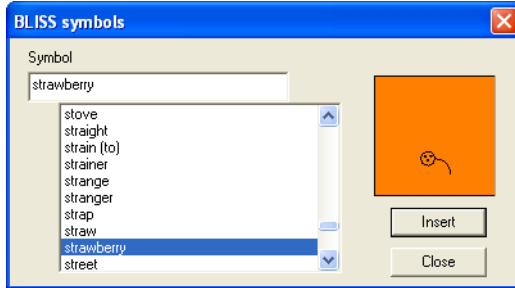 BLISS symbols
Symbol
strawberry
stove
straight
strain (to)
strainer
strange
stranger
strap
straw
strawberry
street
Insert
Close